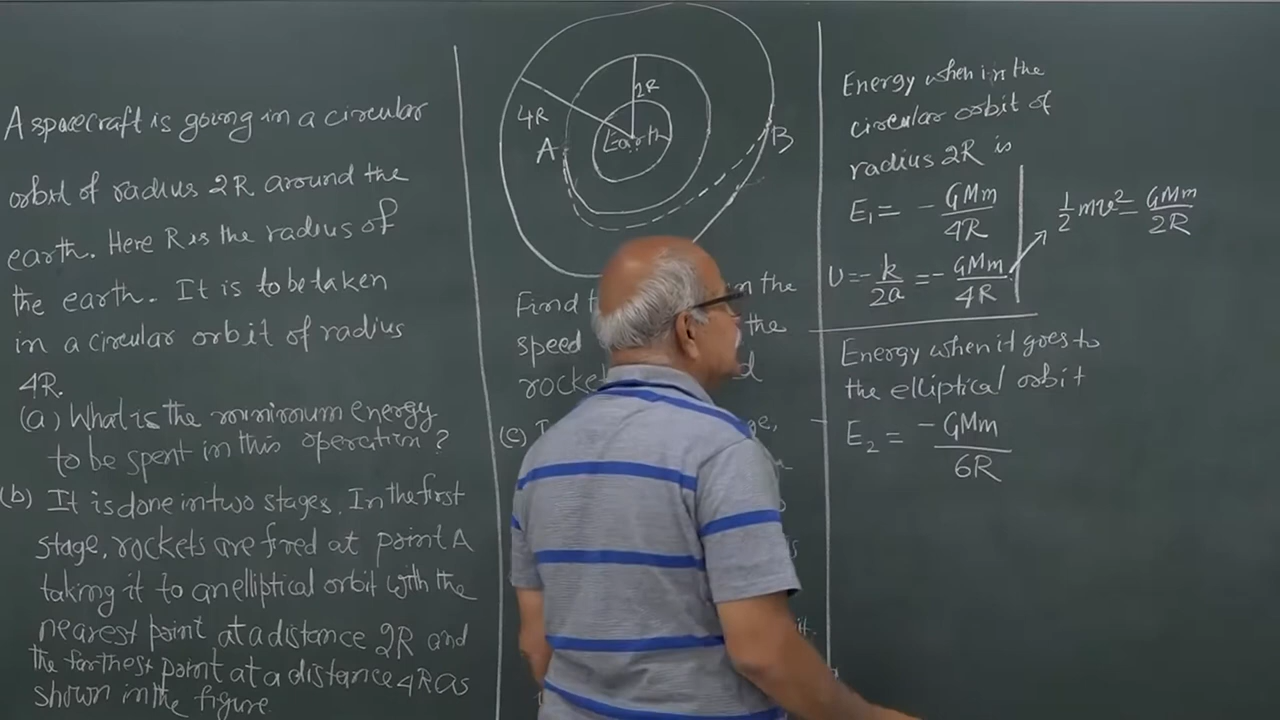 A spacecraft is going in a circular
orbit of radius 2R around the
earth. Here R is the radius of
the earth. It is to be taken
in a circular orbit of radius
4R.
(a) What is the minimum energy
to be spent in this operation?
(b) It is done in two stages. In the first
stage, rockets are fired at point A
taking it to an elliptical orbit with the
nearest point at a distance 2R and
the farthest point at a distance 4R as
shown in the figure.
2R
4R
Earth
A
B
Find
the
speed
the
rocket
(c)
Energy when in the
circular orbit of
radius 2R is
E₁ = - GMm/4R
½mv² = GMm/2R
U = - k/2a = - GMm/4R
Energy when it goes to
the elliptical orbit
E₂ = -GMm/6R